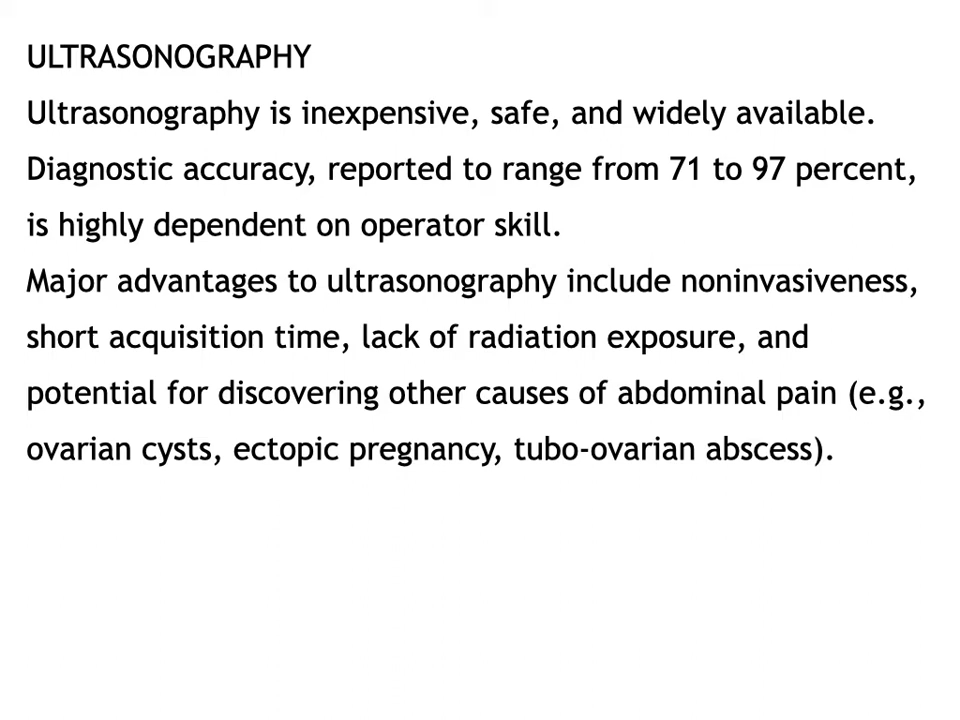 ULTRASONOGRAPHY
Ultrasonography is inexpensive, safe, and widely available.
Diagnostic accuracy, reported to range from 71 to 97 percent,
is highly dependent on operator skill.
Major advantages to ultrasonography include noninvasiveness,
short acquisition time, lack of radiation exposure, and
potential for discovering other causes of abdominal pain (e.g.,
ovarian cysts, ectopic pregnancy, tubo-ovarian abscess).